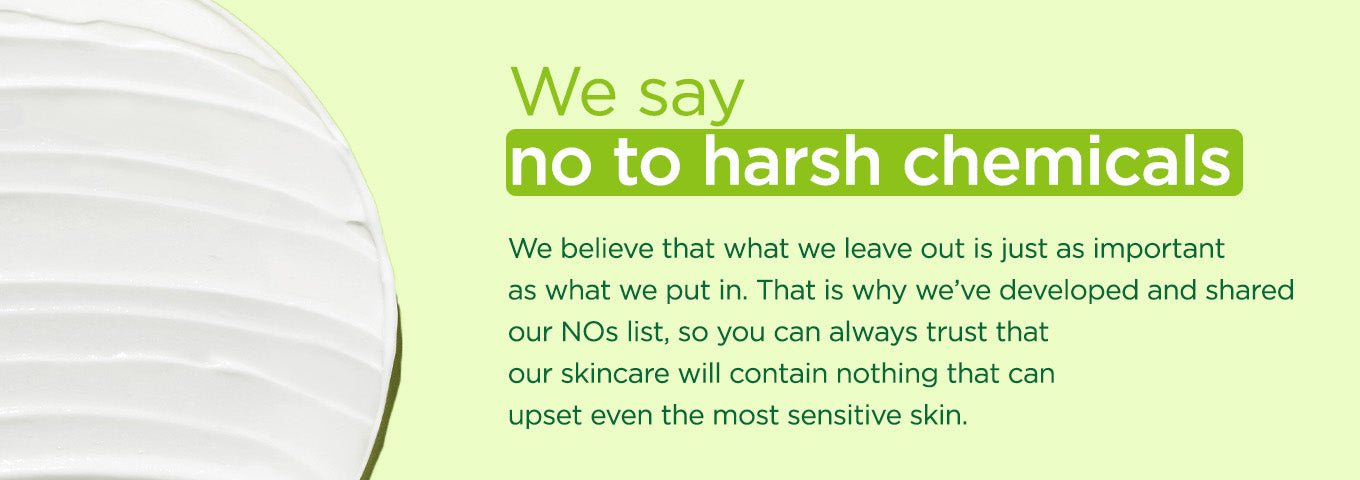 We say
no to harsh chemicals
We believe that what we leave out is just as important
as what we put in. That is why we’ve developed and shared
our NOs list, so you can always trust that
our skincare will contain nothing that can
upset even the most sensitive skin.